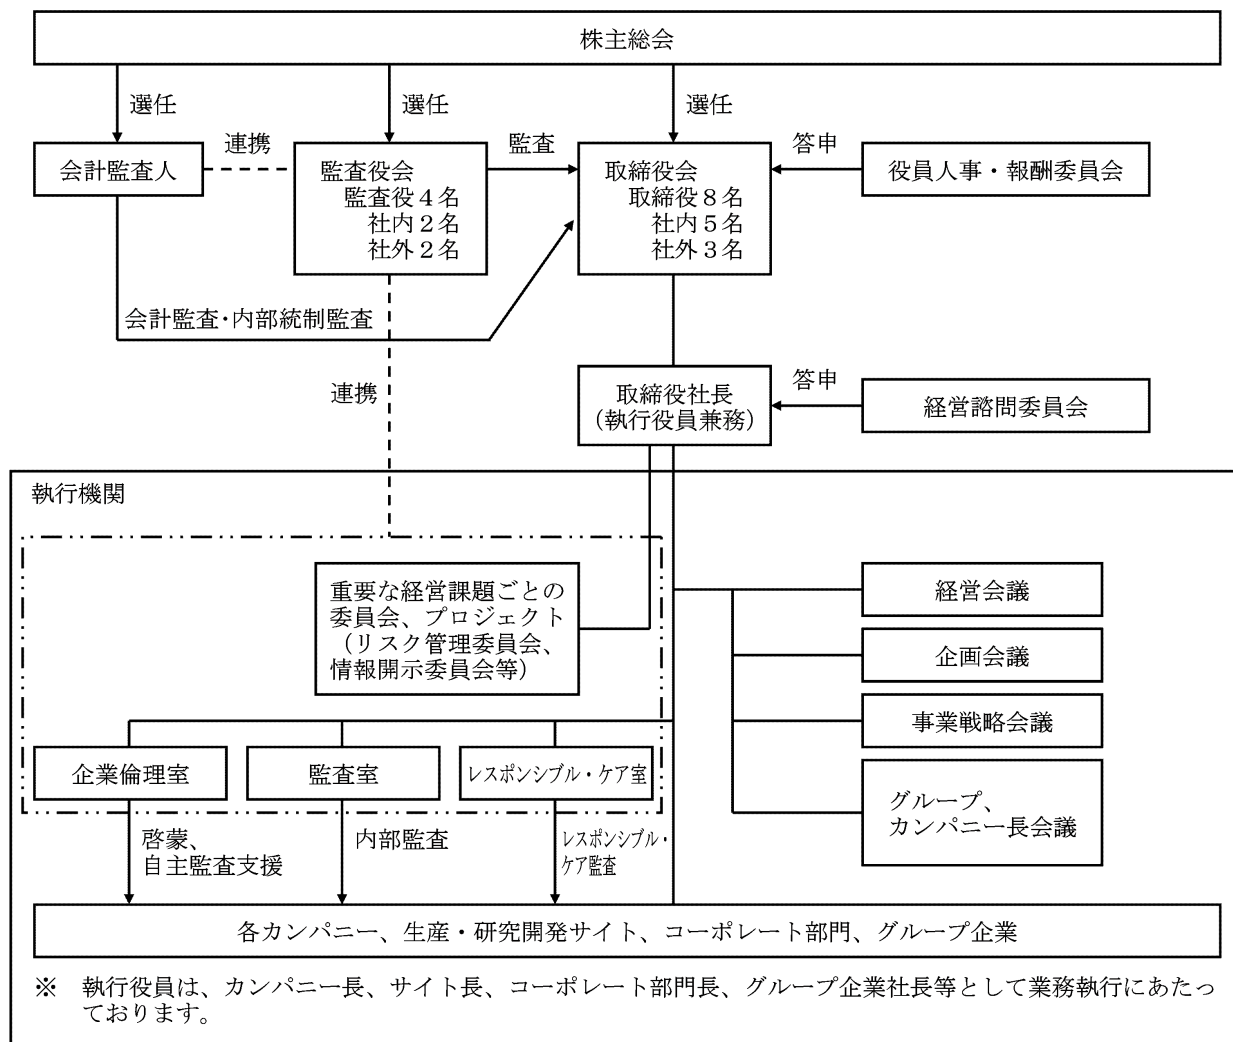 株主総会
選任
選任
選任
会計監査人
連携
監査役会
監査役4名
社内2名
社外2名
監査
取締役会
取締役8名
社内5名
社外3名
答申
役員人事・報酬委員会
会計監査・内部統制監査
連携
取締役社長
(執行役員兼務)
答申
経営諮問委員会
執行機関
重要な経営課題ごとの
委員会、プロジェクト
(リスク管理委員会、
情報開示委員会等)
経営会議
企画会議
事業戦略会議
グループ、
カンパニー長会議
企業倫理室
監査室
レスポンシブル・ケア室
啓蒙、
自主監査支援
内部監査
レスポンシブル・
ケア監査
各カンパニー、生産・研究開発サイト、コーポレート部門、グループ企業
※ 執行役員は、カンパニー長、サイト長、コーポレート部門長、グループ企業社長等として業務執行にあたっ
ております。